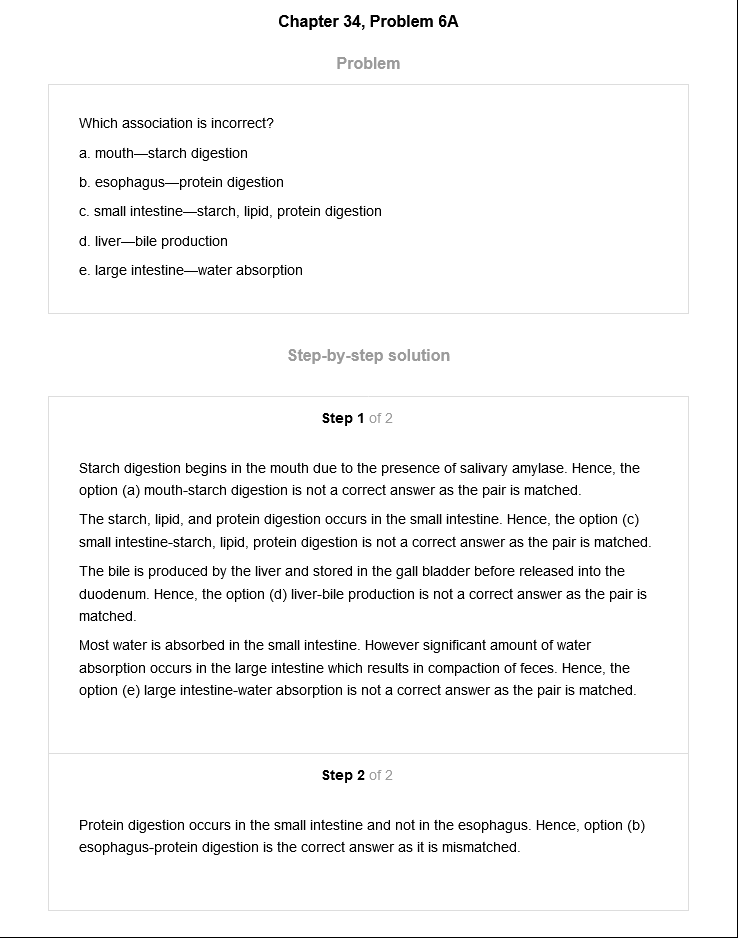 Chapter 34, Problem 6A
Problem
Which association is incorrect?
a. mouth—starch digestion
b. esophagus—protein digestion
c. small intestine—starch, lipid, protein digestion
d. liver—bile production
e. large intestine—water absorption
Step-by-step solution
Step 1 of 2
Starch digestion begins in the mouth due to the presence of salivary amylase. Hence, the
option (a) mouth-starch digestion is not a correct answer as the pair is matched.
The starch, lipid, and protein digestion occurs in the small intestine. Hence, the option (c)
small intestine-starch, lipid, protein digestion is not a correct answer as the pair is matched.
The bile is produced by the liver and stored in the gall bladder before released into the
duodenum. Hence, the option (d) liver-bile production is not a correct answer as the pair is
matched.
Most water is absorbed in the small intestine. However significant amount of water
absorption occurs in the large intestine which results in compaction of feces. Hence, the
option (e) large intestine-water absorption is not a correct answer as the pair is matched.
Step 2 of 2
Protein digestion occurs in the small intestine and not in the esophagus. Hence, option (b)
esophagus-protein digestion is the correct answer as it is mismatched.